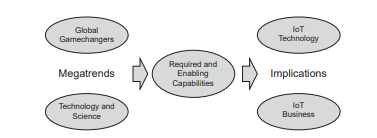 Global
Gamechangers
Megatrends
Technology and
Science
Required and
Enabling
Capabilities
IoT
Technology
Implications
IoT
Business